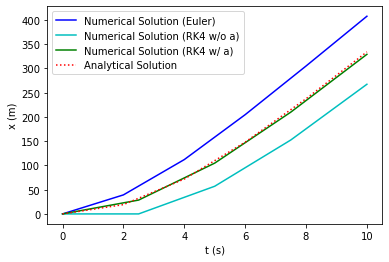 Numerical Solution (Euler)
Numerical Solution (RK4 w/o a)
Numerical Solution (RK4 w/ a)
Analytical Solution
400
350
300
250
200
150
100
50
0
x (m)
0 2 4 6 8 10
t (s)